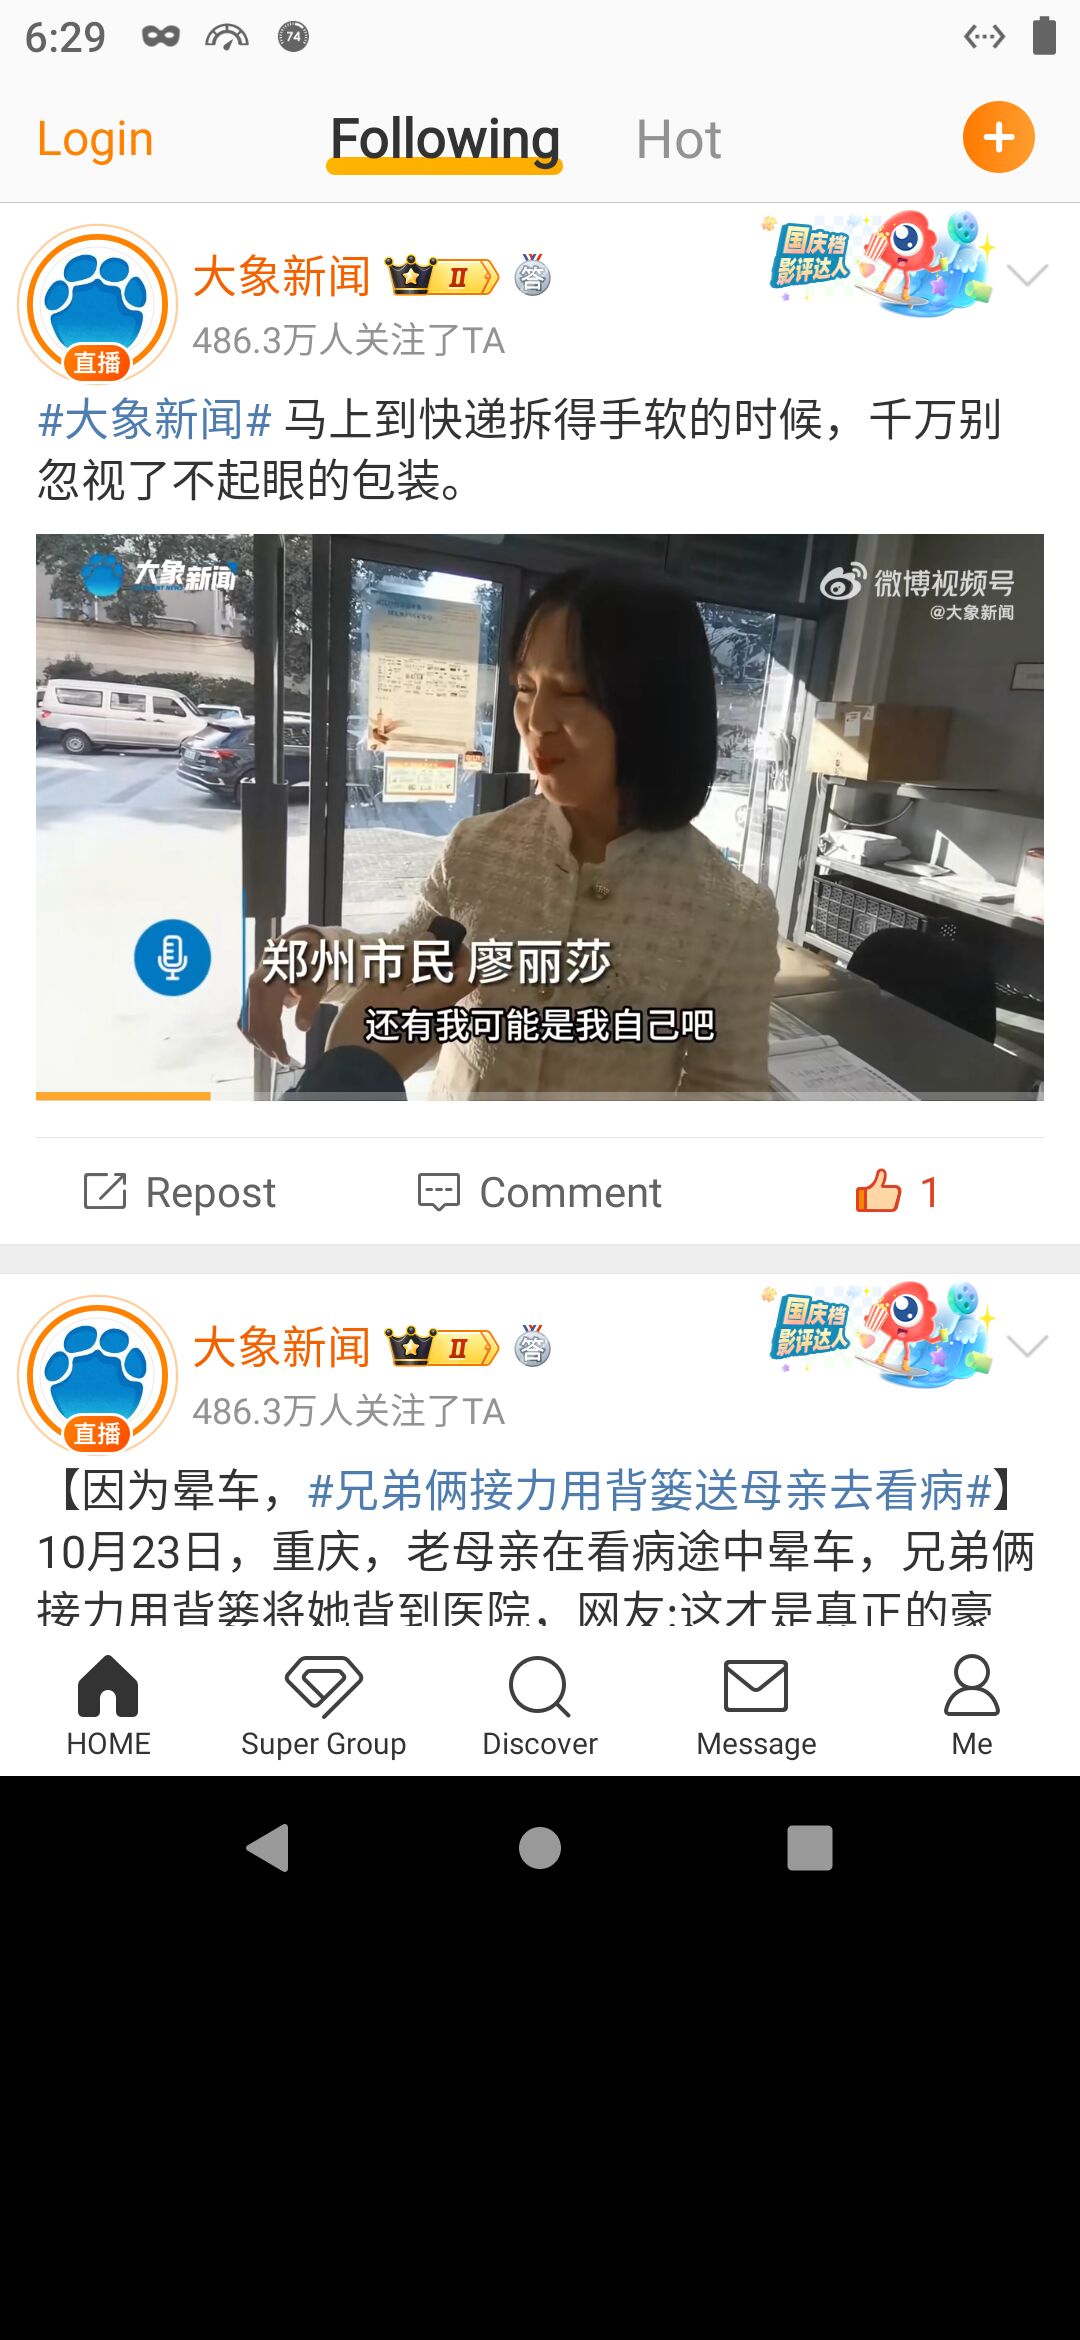 6:29
74
Login
Following
Hot
大象新闻
II
答
国庆档
影评达人
486.3万人关注了TA
直播
#大象新闻# 马上到快递拆得手软的时候，千万别
忽视了不起眼的包装。
大象新闻
微博视频号
@大象新闻
郑州市民 廖丽莎
还有我可能是我自己吧
Repost
Comment
1
大象新闻
II
答
国庆档
影评达人
486.3万人关注了TA
直播
【因为晕车，#兄弟俩接力用背篓送母亲去看病#】
10月23日，重庆，老母亲在看病途中晕车，兄弟俩
接力用背篓将她背到医院，网友:这才是真正的豪
HOME
Super Group
Discover
Message
Me